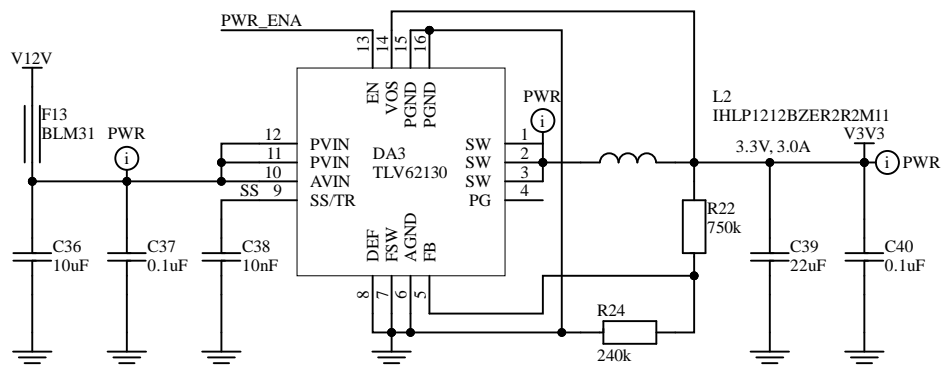 PWR_ENA
13
14
15
16
V12V
F13
BLM31
PWR
i
EN
VOS
PGND
PGND
PWR
i
L2
IHLP1212BZER2R2M11
V3V3
3.3V, 3.0A
i
PWR
12
PVIN
11
PVIN
10
AVIN
SS
9
SS/TR
DA3
TLV62130
SW
1
SW
2
SW
3
PG
4
R22
750k
C36
10uF
C37
0.1uF
C38
10nF
C39
22uF
C40
0.1uF
DEF
FSW
AGND
FB
8
7
6
5
R24
240k